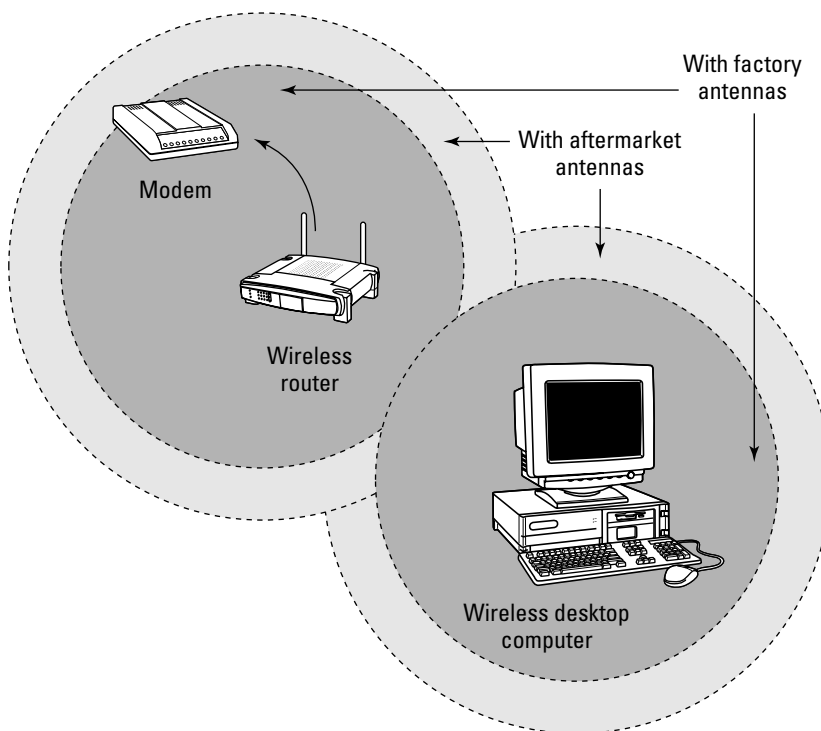 With factory
antennas
With aftermarket
antennas
Modem
Wireless
router
Wireless desktop
computer